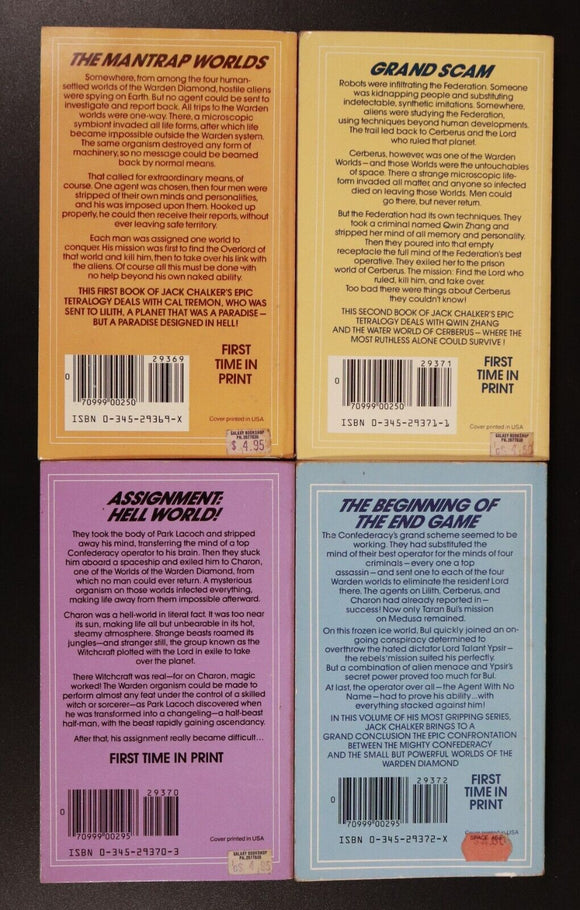 THE MANTRAP WORLDS
Somewhere, from among the four human-
settled worlds of the Warden Diamond, hostile aliens
were spying on Earth. But no agent could be sent to
investigate and report back. All trips to the Warden
Worlds were one-way. There, a microscopic
symbiont invaded all life forms, after which life
became impossible outside the Warden system.
The same organism destroyed any form of
machinery, so no message could be beamed
back by normal means.
That called for extraordinary means, of
course. One agent was chosen, then four men were
stripped of their own minds and personalities,
and his was imposed upon them. Hooked up
properly, he could then receive their reports, without
ever leaving safe territory.
Each man was assigned one world to
conquer. His mission was first to find the Overlord of
that world and kill him, then to take over his link with
the aliens. Of course all this must be done with
no help beyond his own naked ability.
THIS FIRST BOOK OF JACK CHALKER'S EPIC
TETRALOGY DEALS WITH CAL TREMON, WHO WAS
SENT TO LILITH, A PLANET THAT WAS A PARADISE –
BUT A PARADISE DESIGNED IN HELL!
29369
FIRST
TIME IN
PRINT
0
70999 00250
ISBN 0-345-29369-X
Cover printed in USA
GALAXY BOOKSHOP
$ 4.95
GRAND SCAM
Robots were infiltrating the Federation. Someone
was kidnapping people and substituting
indetectable, synthetic imitations. Somewhere,
aliens were studying the Federation,
using techniques beyond human developments.
The trail led back to Cerberus and the Lord
who ruled that planet.
Cerberus, however, was one of the Warden
Worlds – and those Worlds were the untouchables
of space. There a strange microscopic life-
form invaded all matter, and anyone so infected
died on leaving those Worlds. Men could
go there, but never return.
But the Federation had its own techniques. They
took a criminal named Qwin Zhang and
stripped her mind of all memory and personality.
Then they poured into that empty
receptacle the full mind of the Federation's best
operative. They exiled her to the prison
world of Cerberus. The mission: Find the Lord who
ruled, kill him, and take over.
Too bad there were things about Cerberus
they couldn't know!
THIS SECOND BOOK OF JACK CHALKER'S EPIC
TETRALOGY DEALS WITH QWIN ZHANG
AND THE WATER WORLD OF CERBERUS – WHERE THE
MOST RUTHLESS ALONE COULD SURVIVE!
29371
FIRST
TIME IN
PRINT
0
70999 00250
ISBN 0-345-29371-1
Cover printed in USA
GALAXY BOOKSHOP
ASSIGNMENT:
HELL WORLD!
They took the body of Park Lacoch and stripped
away his mind, transferring the mind of a top
Confederacy operator to his brain. Then they stuck
him aboard a spaceship and exiled him to Charon,
one of the Worlds of the Warden Diamond, from
which no man could ever return. A mysterious
organism on those worlds infected everything,
making life away from them impossible afterward.
Charon was a hell-world in literal fact. It was too near
its sun, making life all but unbearable in its hot,
steamy atmosphere. Strange beasts roamed its
jungles–and stranger still, the group known as the
Witchcraft plotted with the Lord in exile to take
over the planet.
There Witchcraft was real–for on Charon, magic
worked! The Warden organism could be made to
perform almost any feat under the control of a skilled
witch or sorcerer–as Park Lacoch discovered when
he was transformed into a changeling–a half-beast
half-man, with the beast rapidly gaining ascendancy.
After that, his assignment really became difficult...
FIRST TIME IN PRINT
29370
0
70999 00295
ISBN 0-345-29370-3
Cover printed in USA
GALAXY BOOKSHOP
THE BEGINNING OF
THE END GAME
The Confederacy's grand scheme seemed to be
working. They had substituted the
mind of their best operator for the minds of four
criminals – every one a top
assassin – and sent one to each of the four
Warden worlds to eliminate the resident Lord
there. The agents on Lilith, Cerberus, and
Charon had already reported in –
success! Now only Taran Bul's mission
on Medusa remained.
On this frozen ice world, Bul quickly joined an on-
going conspiracy determined to
overthrow the hated dictator Lord Talant Ypsir –
the rebels' mission suited his perfectly.
But a combination of alien menace and Ypsir's
secret power proved too much for Bul.
At last, the operator over all – the Agent With No
Name – had to prove his ability...with
everything stacked against him!
IN THIS VOLUME OF HIS MOST GRIPPING SERIES,
JACK CHALKER BRINGS TO A
GRAND CONCLUSION THE EPIC CONFRONTATION
BETWEEN THE MIGHTY CONFEDERACY
AND THE SMALL BUT POWERFUL WORLDS OF THE
WARDEN DIAMOND
29372
FIRST
TIME IN
PRINT
0
70999 00295
ISBN 0-345-29372-X
Cover printed in USA